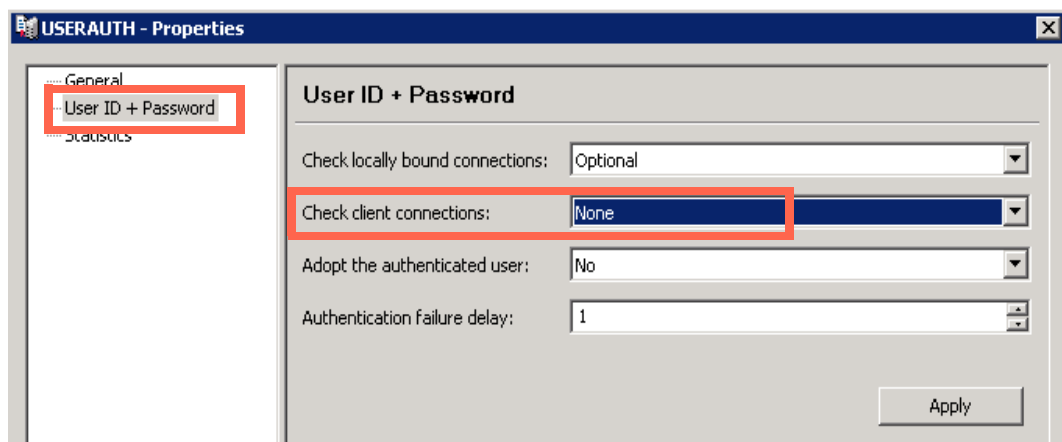 USERAUTH - Properties
General
User ID + Password
Statistics
User ID + Password
Check locally bound connections: Optional
Check client connections: None
Adopt the authenticated user: No
Authentication failure delay: 1
Apply